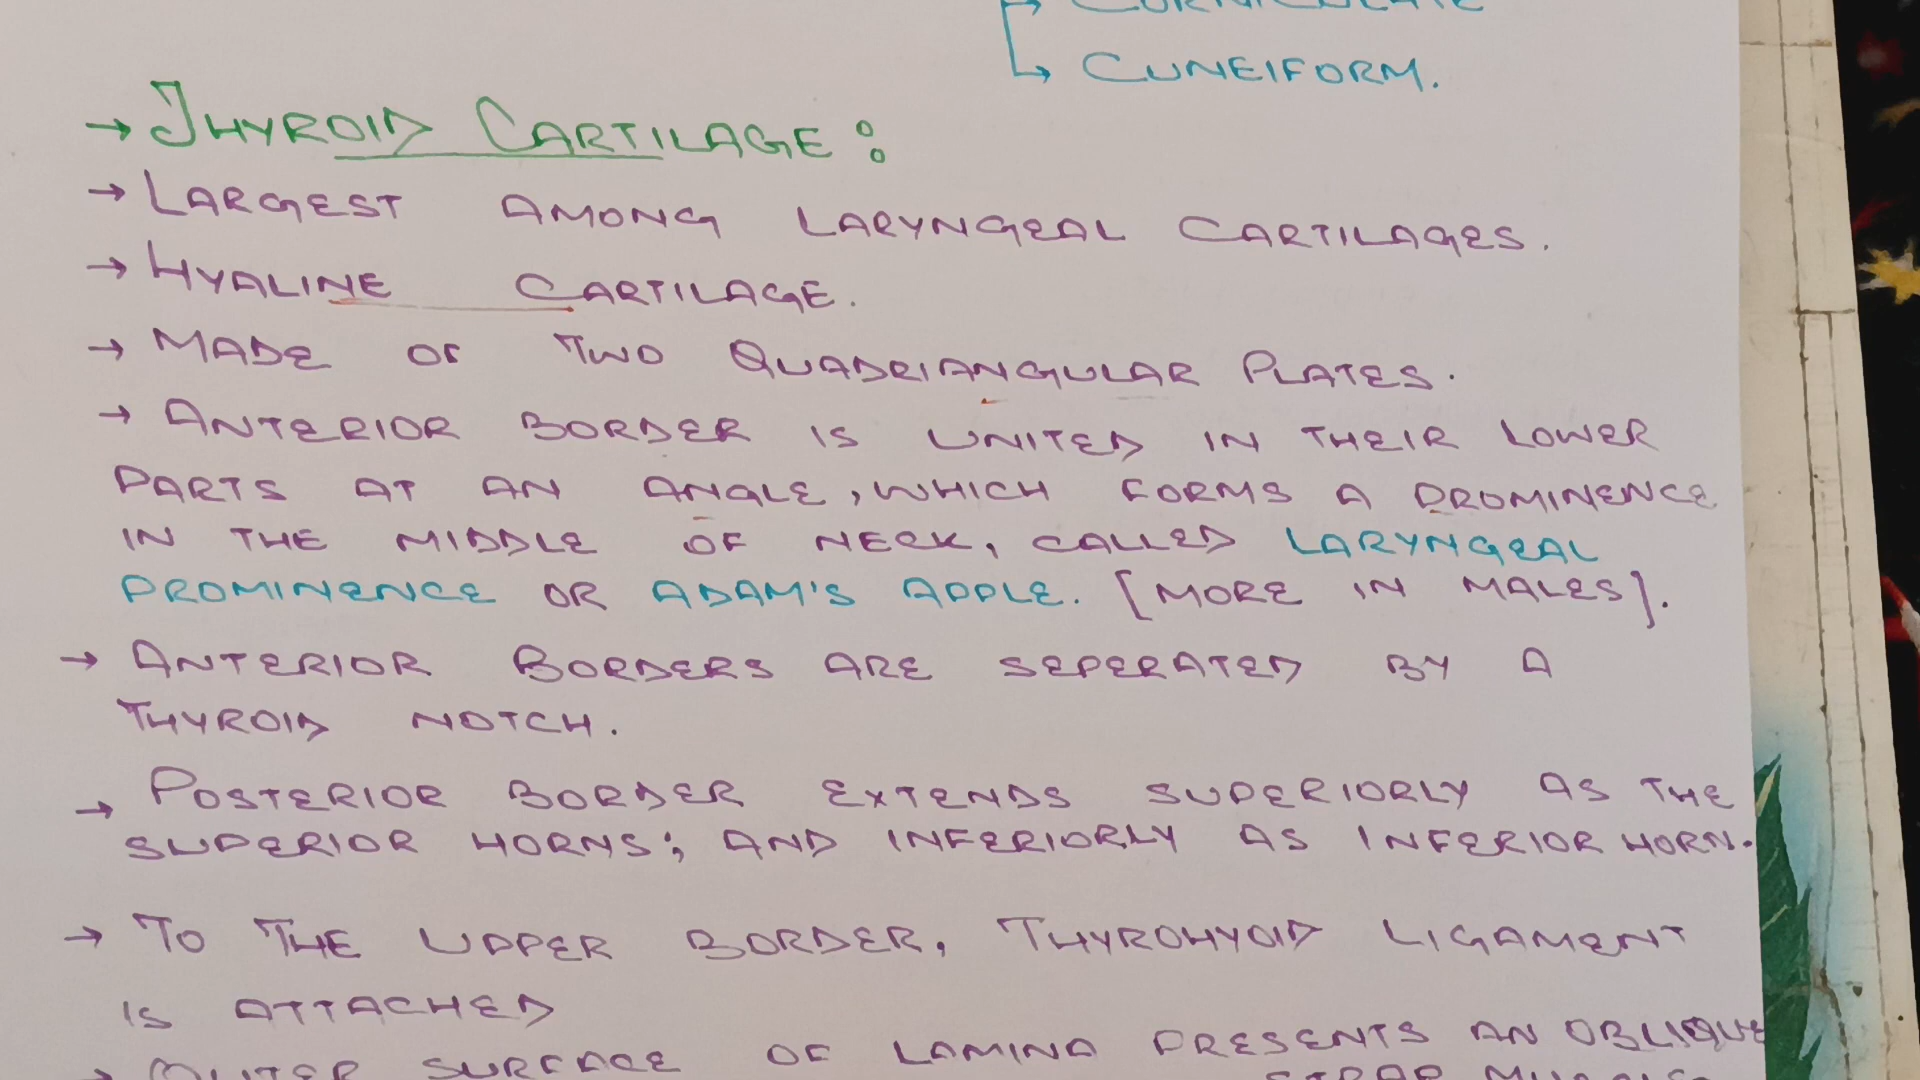 CORNICULATE
↳ CUNEIFORM.
→ THYROID CARTILAGE:
→ LARGEST AMONG LARYNGEAL CARTILAGES.
→ HYALINE CARTILAGE.
→ MADE OF TWO QUADRIANGULAR PLATES.
→ ANTERIOR BORDER IS UNITED IN THEIR LOWER
PARTS AT AN ANGLE, WHICH FORMS A PROMINENCE
IN THE MIDDLE OF NECK, CALLED LARYNGEAL
PROMINENCE OR ADAM'S APPLE. [MORE IN MALES].
→ ANTERIOR BORDERS ARE SEPERATED BY A
THYROID NOTCH.
→ POSTERIOR BORDER EXTENDS SUPERIORLY AS THE
SUPERIOR HORNS; AND INFERIORLY AS INFERIOR HORN.
→ TO THE UPPER BORDER, THYROHYOID LIGAMENT
IS ATTACHED
→ OUTER SURFACE OF LAMINA PRESENTS AN OBLIQUE
STRAP